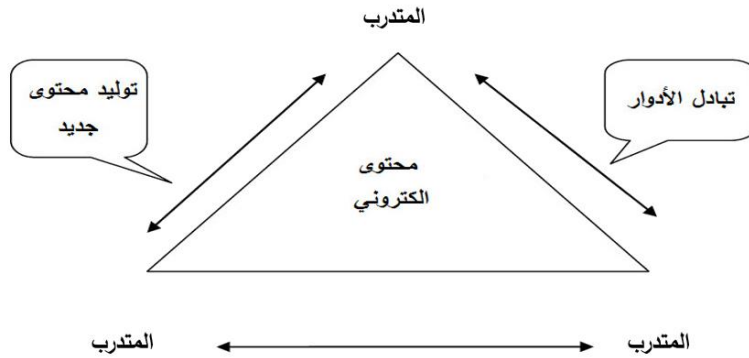 المتدرب
تبادل الأدوار
توليد محتوى
جديد
محتوى
الكتروني
المتدرب
المتدرب